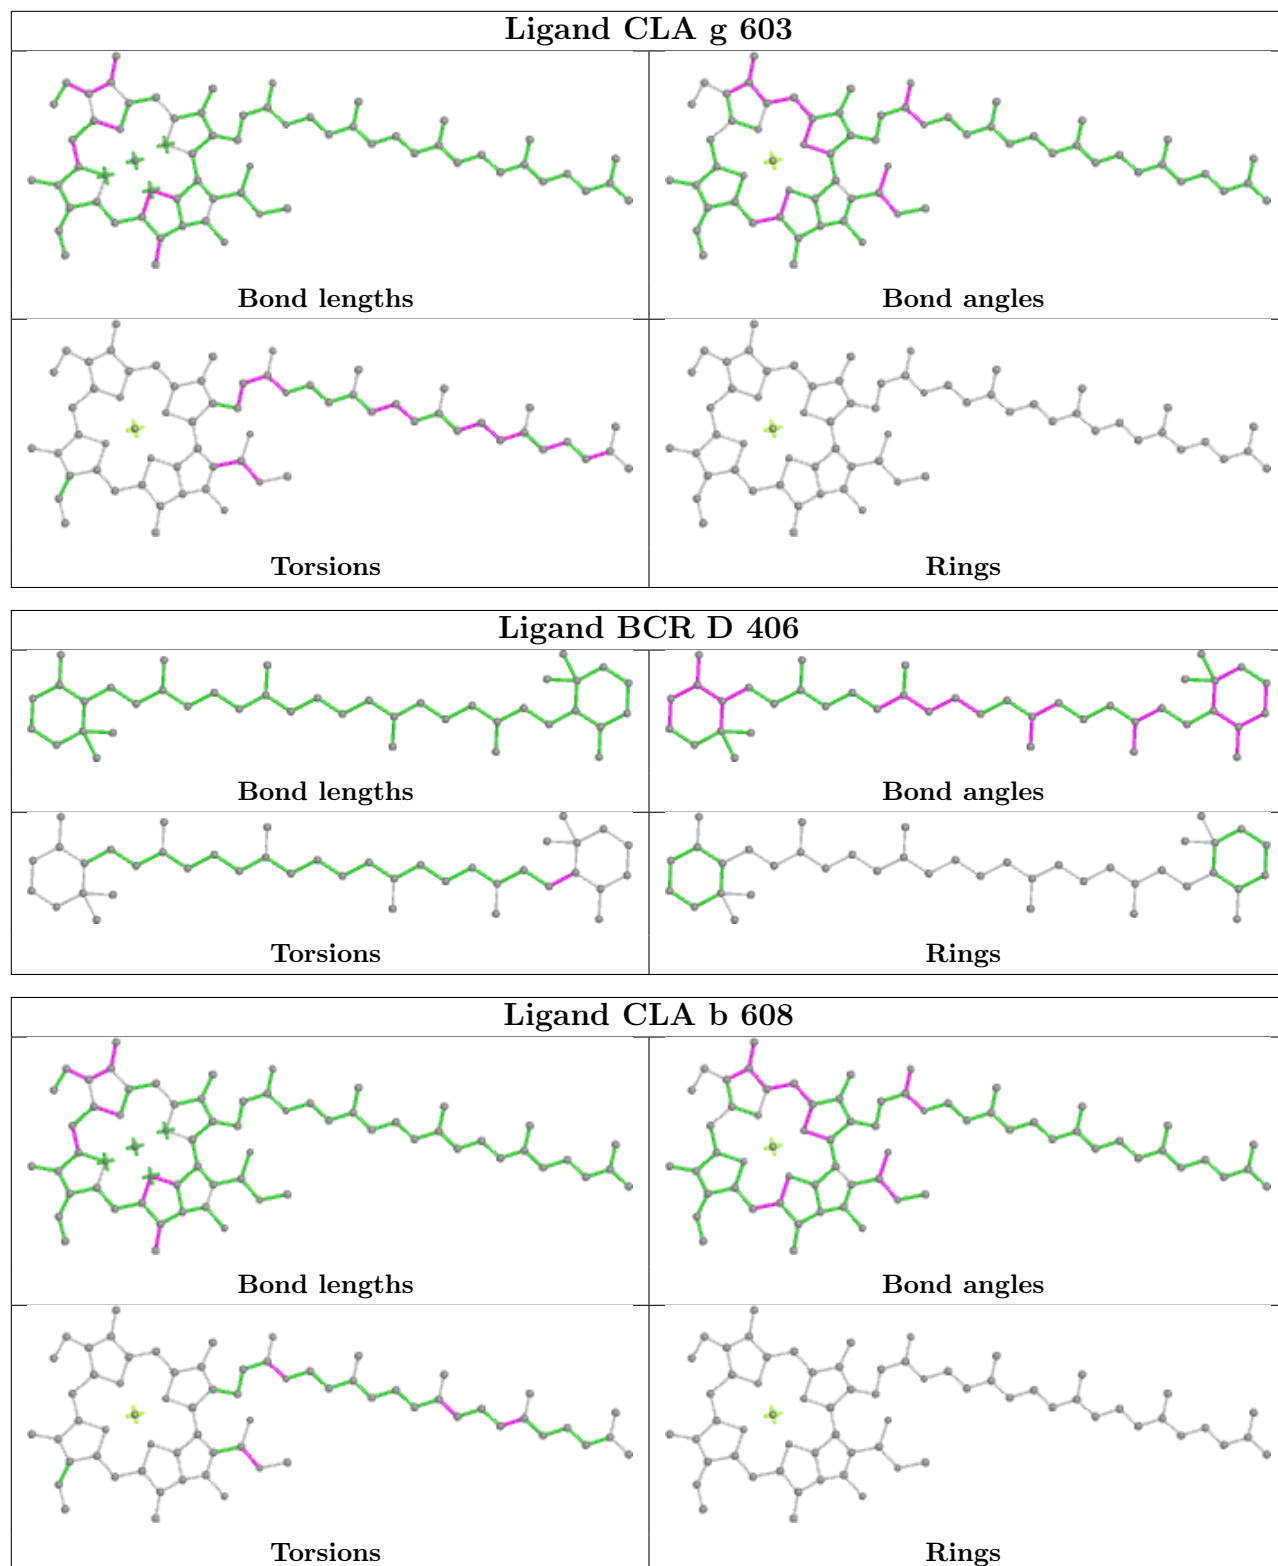 Ligand CLA g 603
Bond lengths
Bond angles
Torsions
Rings
Ligand BCR D 406
Bond lengths
Bond angles
Torsions
Rings
Ligand CLA b 608
Bond lengths
Bond angles
Torsions
Rings